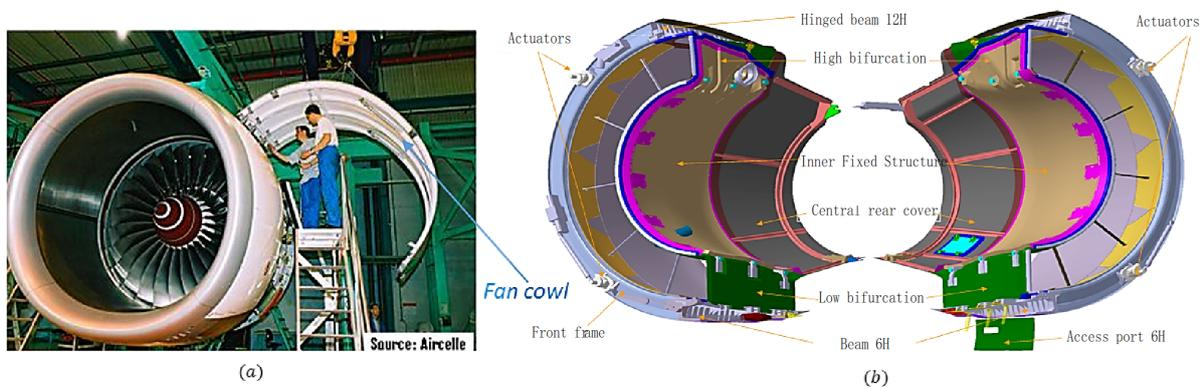 Fan cowl
Source: Aircelle
(a)
Actuators
Hinged beam 12H
Actuators
High bifurcation
Inner Fixed Structure
Central rear cover
Low bifurcation
Front frame
Beam 6H
Access port 6H
(b)